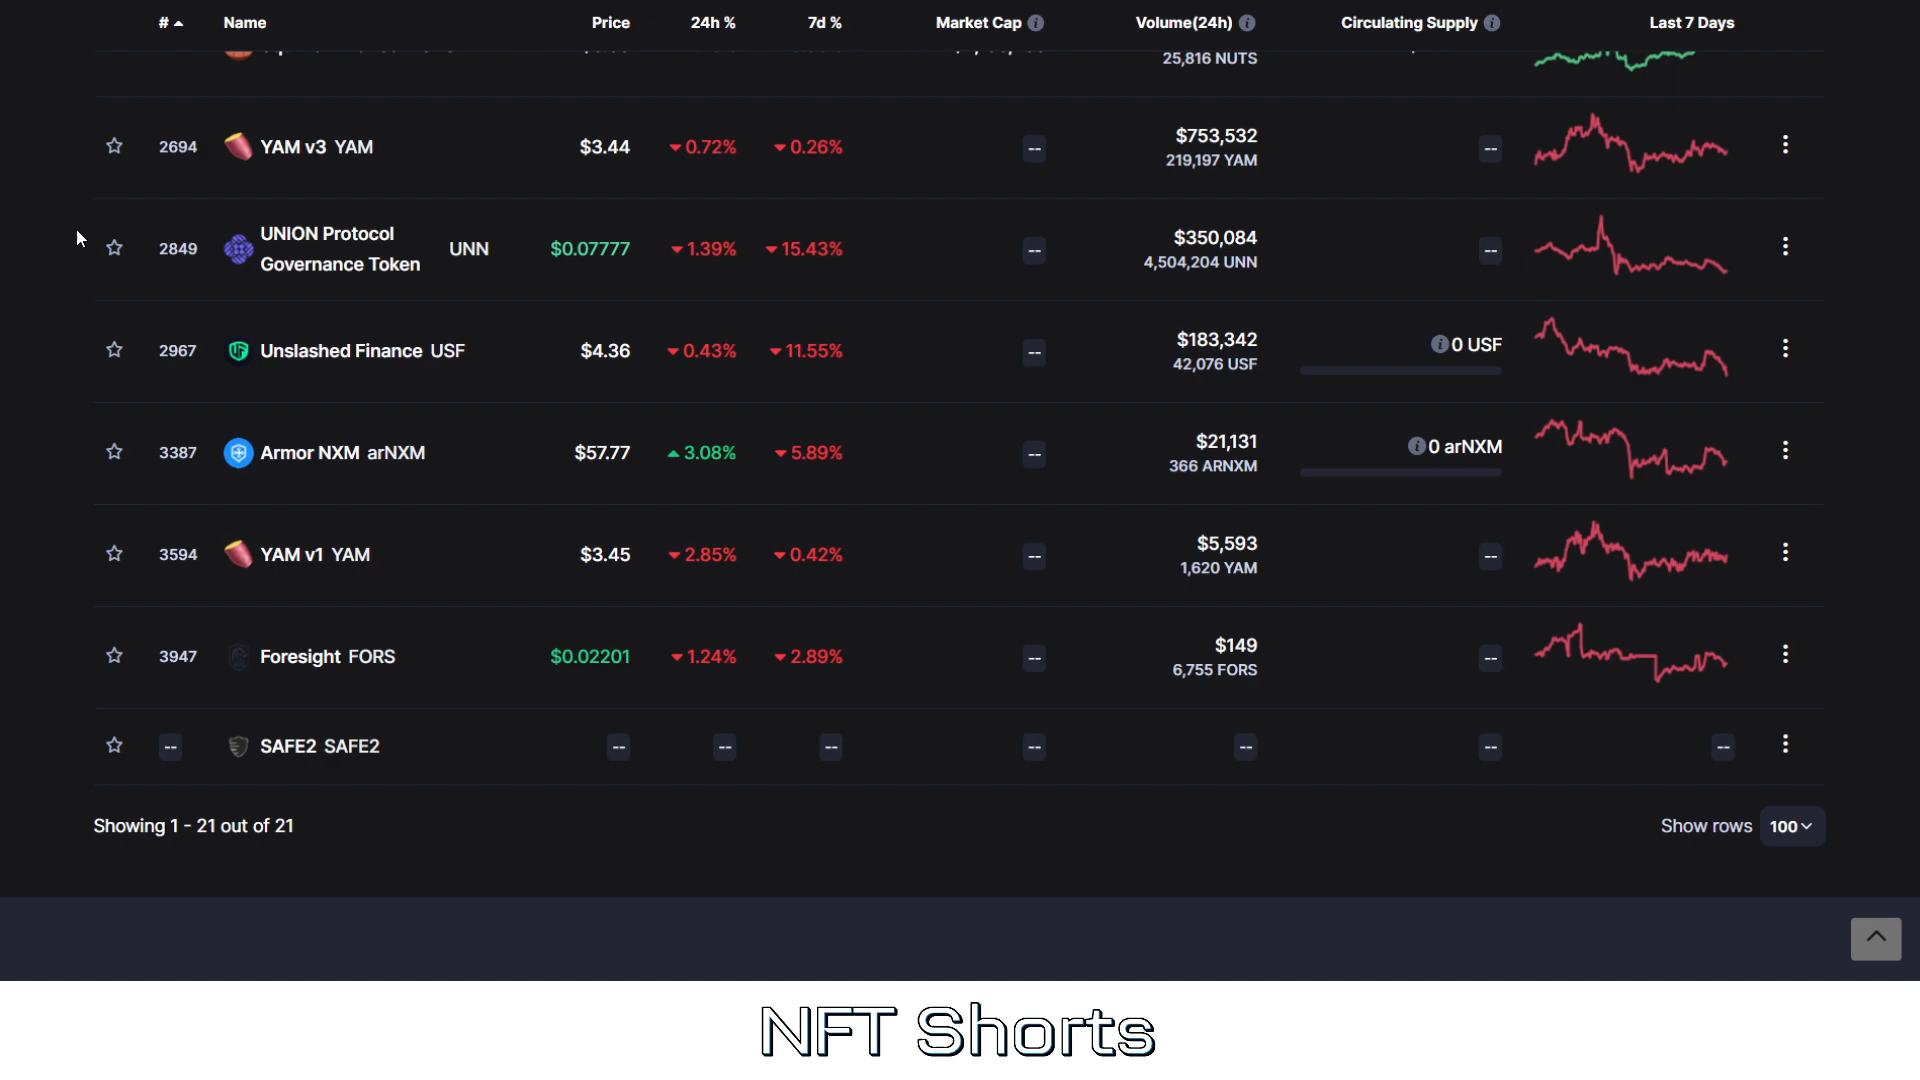 # Name Price 24h % 7d % Market Cap Volume(24h) Circulating Supply Last 7 Days
25,816 NUTS
2694 YAM v3 YAM $3.44 0.72% 0.26% -- $753,532 --
219,197 YAM
2849 UNION Protocol Governance Token UNN $0.07777 1.39% 15.43% -- $350,084 --
4,504,204 UNN
2967 Unslashed Finance USF $4.36 0.43% 11.55% -- $183,342 0 USF
42,076 USF
3387 Armor NXM arNXM $57.77 3.08% 5.89% -- $21,131 0 arNXM
366 ARNXM
3594 YAM v1 YAM $3.45 2.85% 0.42% -- $5,593
1,620 YAM
3947 Foresight FORS $0.02201 1.24% 2.89% -- $149 --
6,755 FORS
-- SAFE2 SAFE2 -- -- -- -- -- -- --
Showing 1 - 21 out of 21 Show rows 100
NFT Shorts